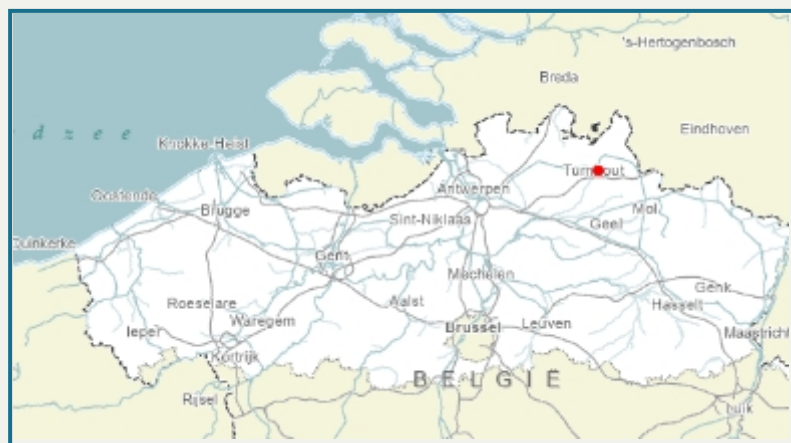 's-Hertogenbosch
Breda
Eindhoven
d z e e
Knokke-Heist
Turnhout
Oostende
Antwerpen
Brugge
Sint-Niklaas
Mol
Geel
Duinkerke
Gent
Mechelen
Genk
Roeselare
Aalst
Hasselt
Ieper
Waregem
Brussel
Leuven
Maastricht
Kortrijk
BELGIË
Rijsel
Luik